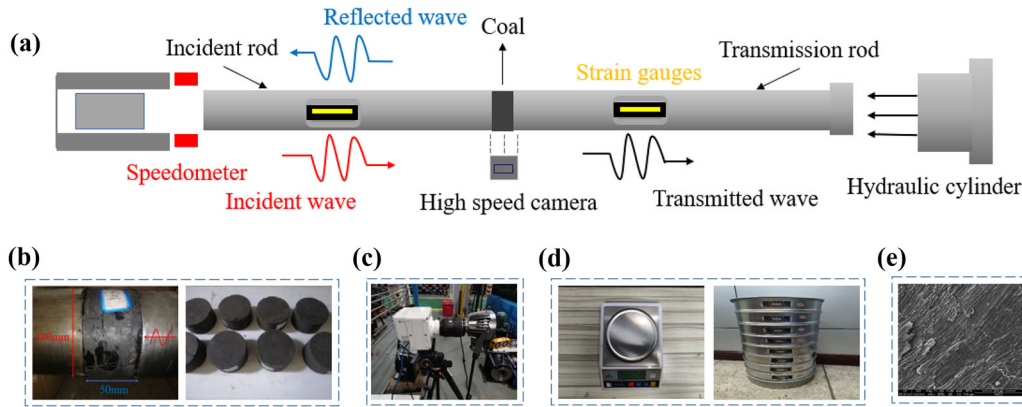 (a)
Reflected wave
Coal
Incident rod
Transmission rod
Strain gauges
Speedometer
Incident wave
High speed camera
Transmitted wave
Hydraulic cylinder
(b)
(c)
(d)
(e)
100mm
50mm